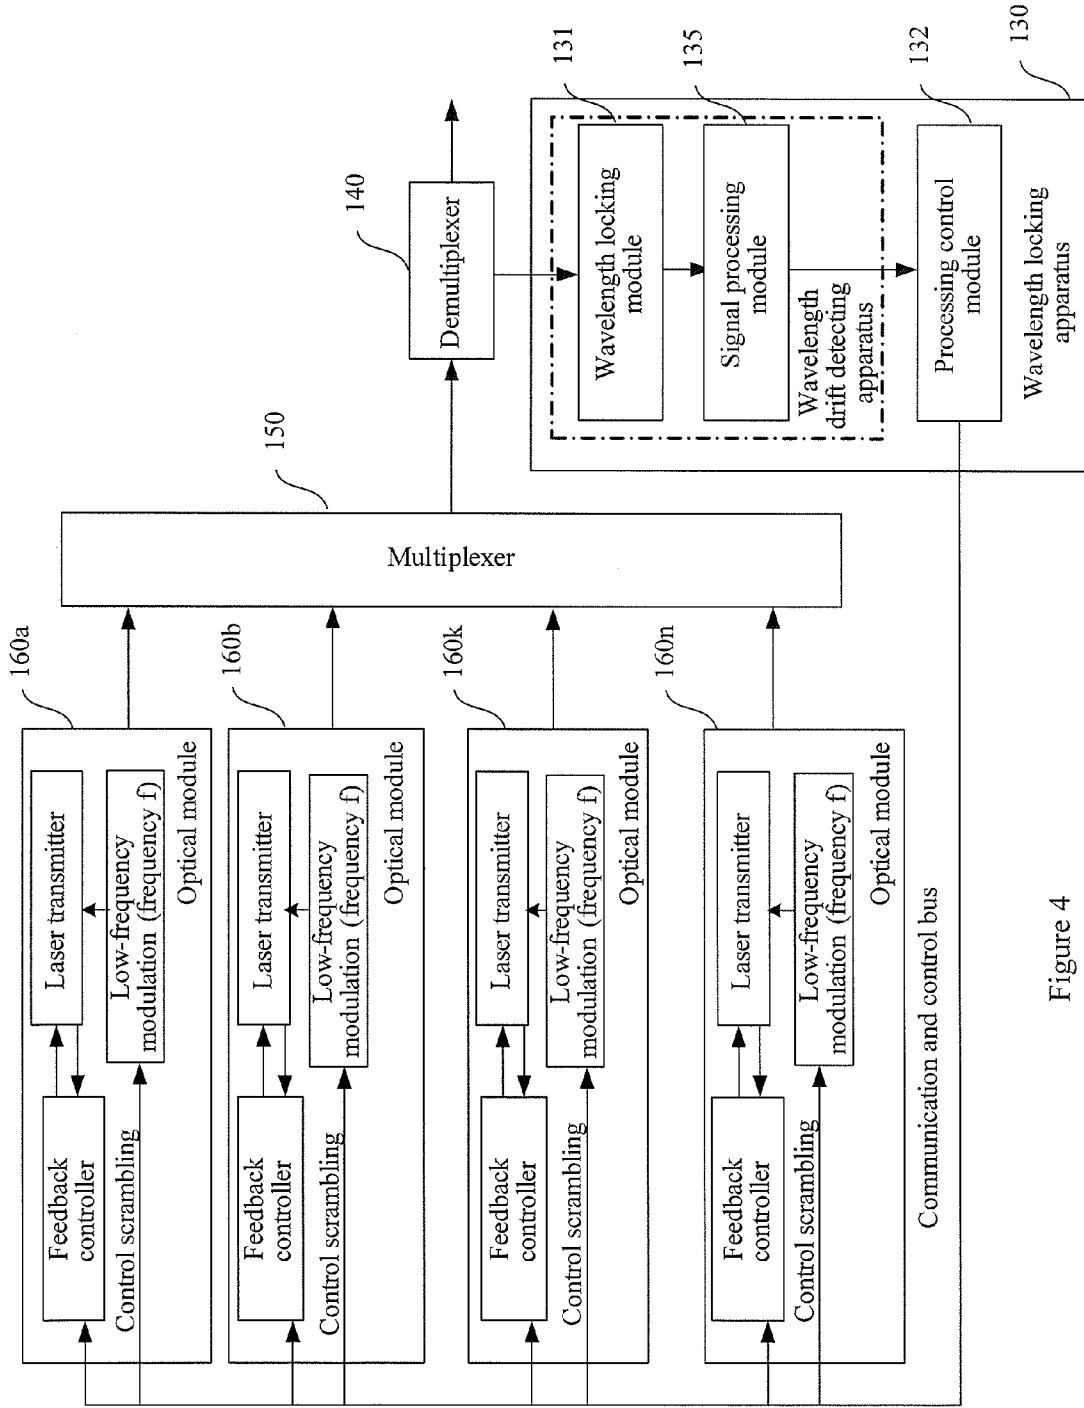 160a
Feedback
controller
Laser transmitter
Low-frequency
modulation (frequency f)
Control scrambling
Optical module
160b
Feedback
controller
Laser transmitter
Low-frequency
modulation (frequency f)
Control scrambling
Optical module
160k
Feedback
controller
Laser transmitter
Low-frequency
modulation (frequency f)
Control scrambling
Optical module
160n
Feedback
controller
Laser transmitter
Low-frequency
modulation (frequency f)
Control scrambling
Optical module
Communication and control bus
150
Multiplexer
140
Demultiplexer
131
Wavelength locking
module
135
Signal processing
module
Wavelength
drift detecting
apparatus
132
Processing control
module
130
Wavelength locking
apparatus
Figure 4